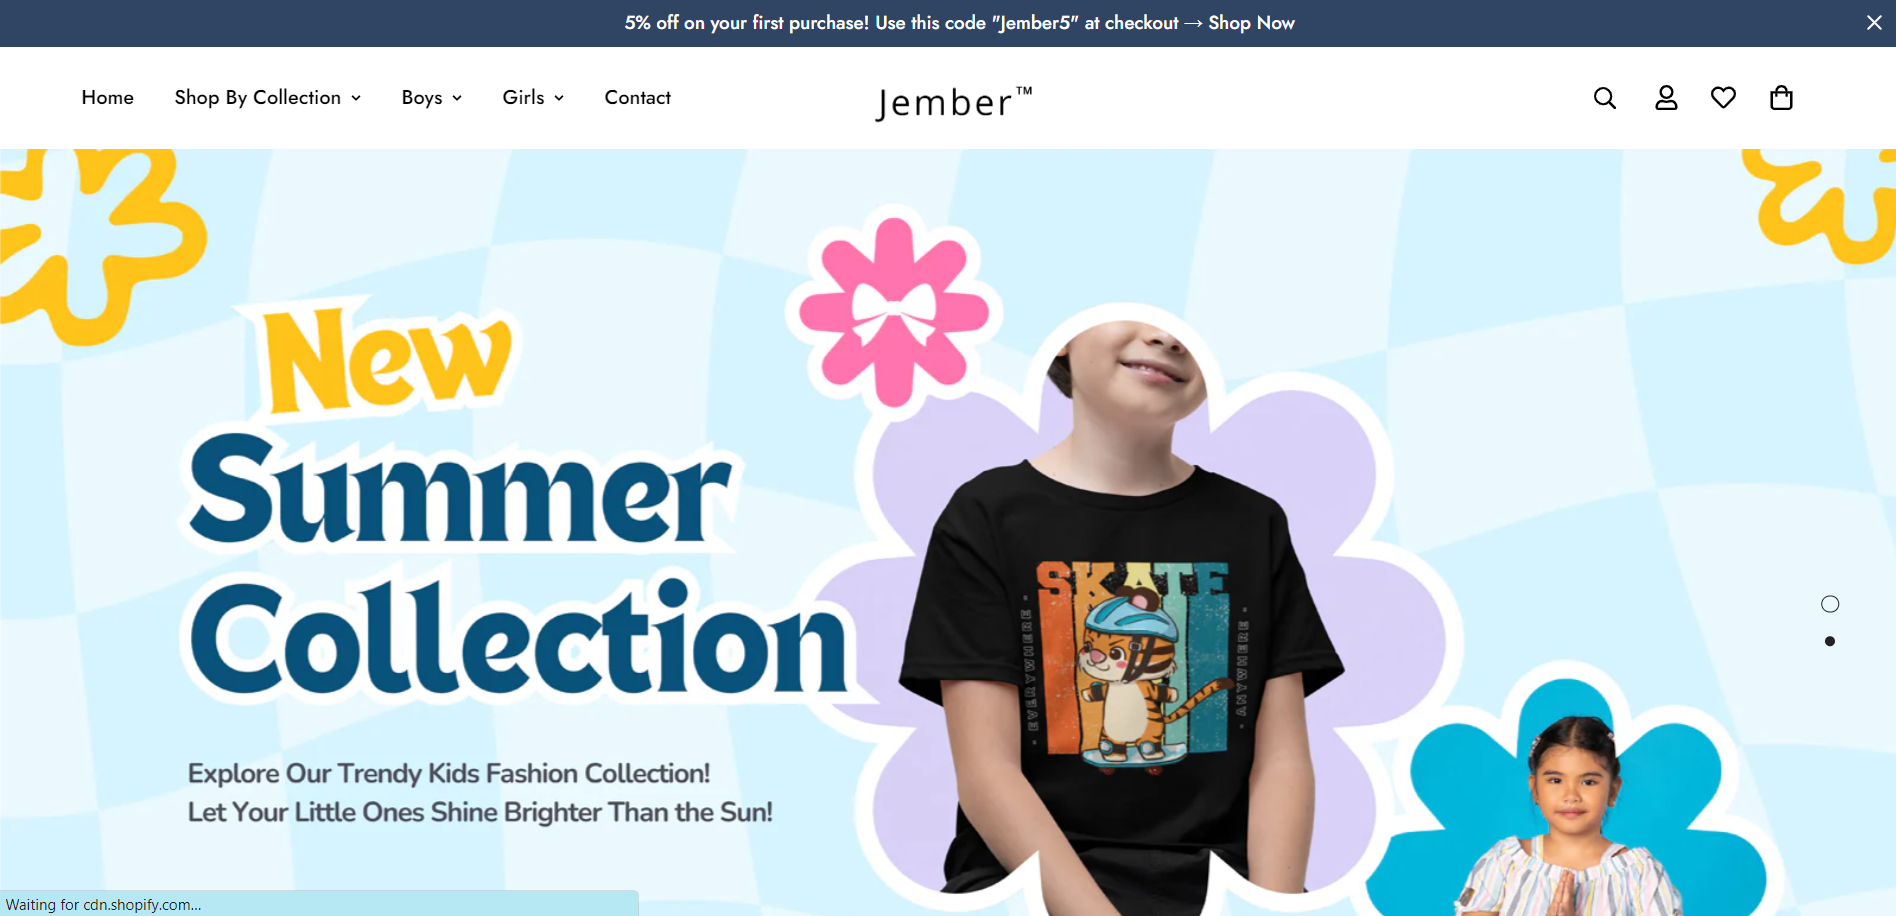 5% off on your first purchase! Use this code "Jember5" at checkout → Shop Now
Home
Shop By Collection
Boys
Girls
Contact
Jember™
New
Summer
Collection
Explore Our Trendy Kids Fashion Collection!
Let Your Little Ones Shine Brighter Than the Sun!
SKATE
• EVERYWHERE •
• ANYWHERE •
Waiting for cdn.shopify.com...